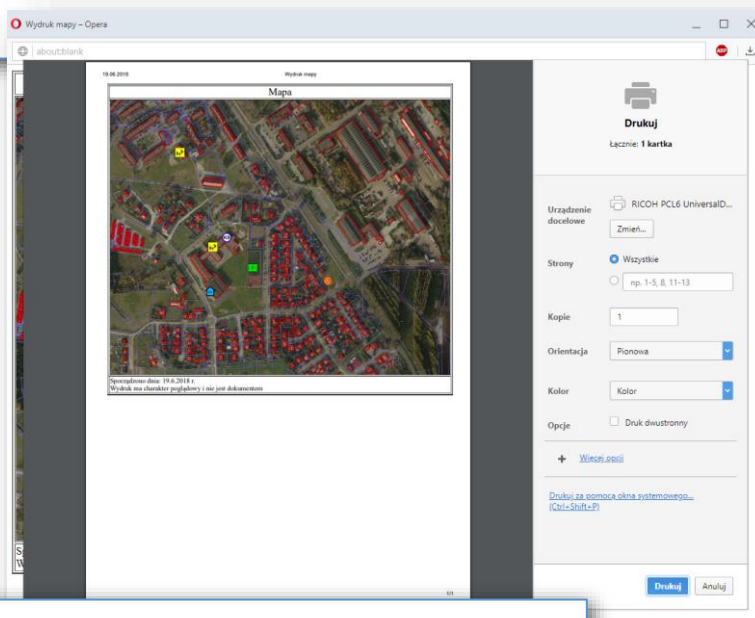 Wydruk mapy – Opera
about:blank
ABP
19.06.2018 Wydruk mapy
Mapa
Sporządzono dnia: 19.6.2018 r.
Wydruk ma charakter poglądowy i nie jest dokumentem
1/1
Drukuj
Łącznie: 1 kartka
Urządzenie docelowe
RICOH PCL6 UniversalD...
Zmień...
Strony
Wszystkie
np. 1-5, 8, 11-13
Kopie
1
Orientacja
Pionowa
Kolor
Kolor
Opcje
Druk dwustronny
+ Więcej opcji
Drukuj za pomocą okna systemowego...
(Ctrl+Shift+P)
Drukuj Anuluj